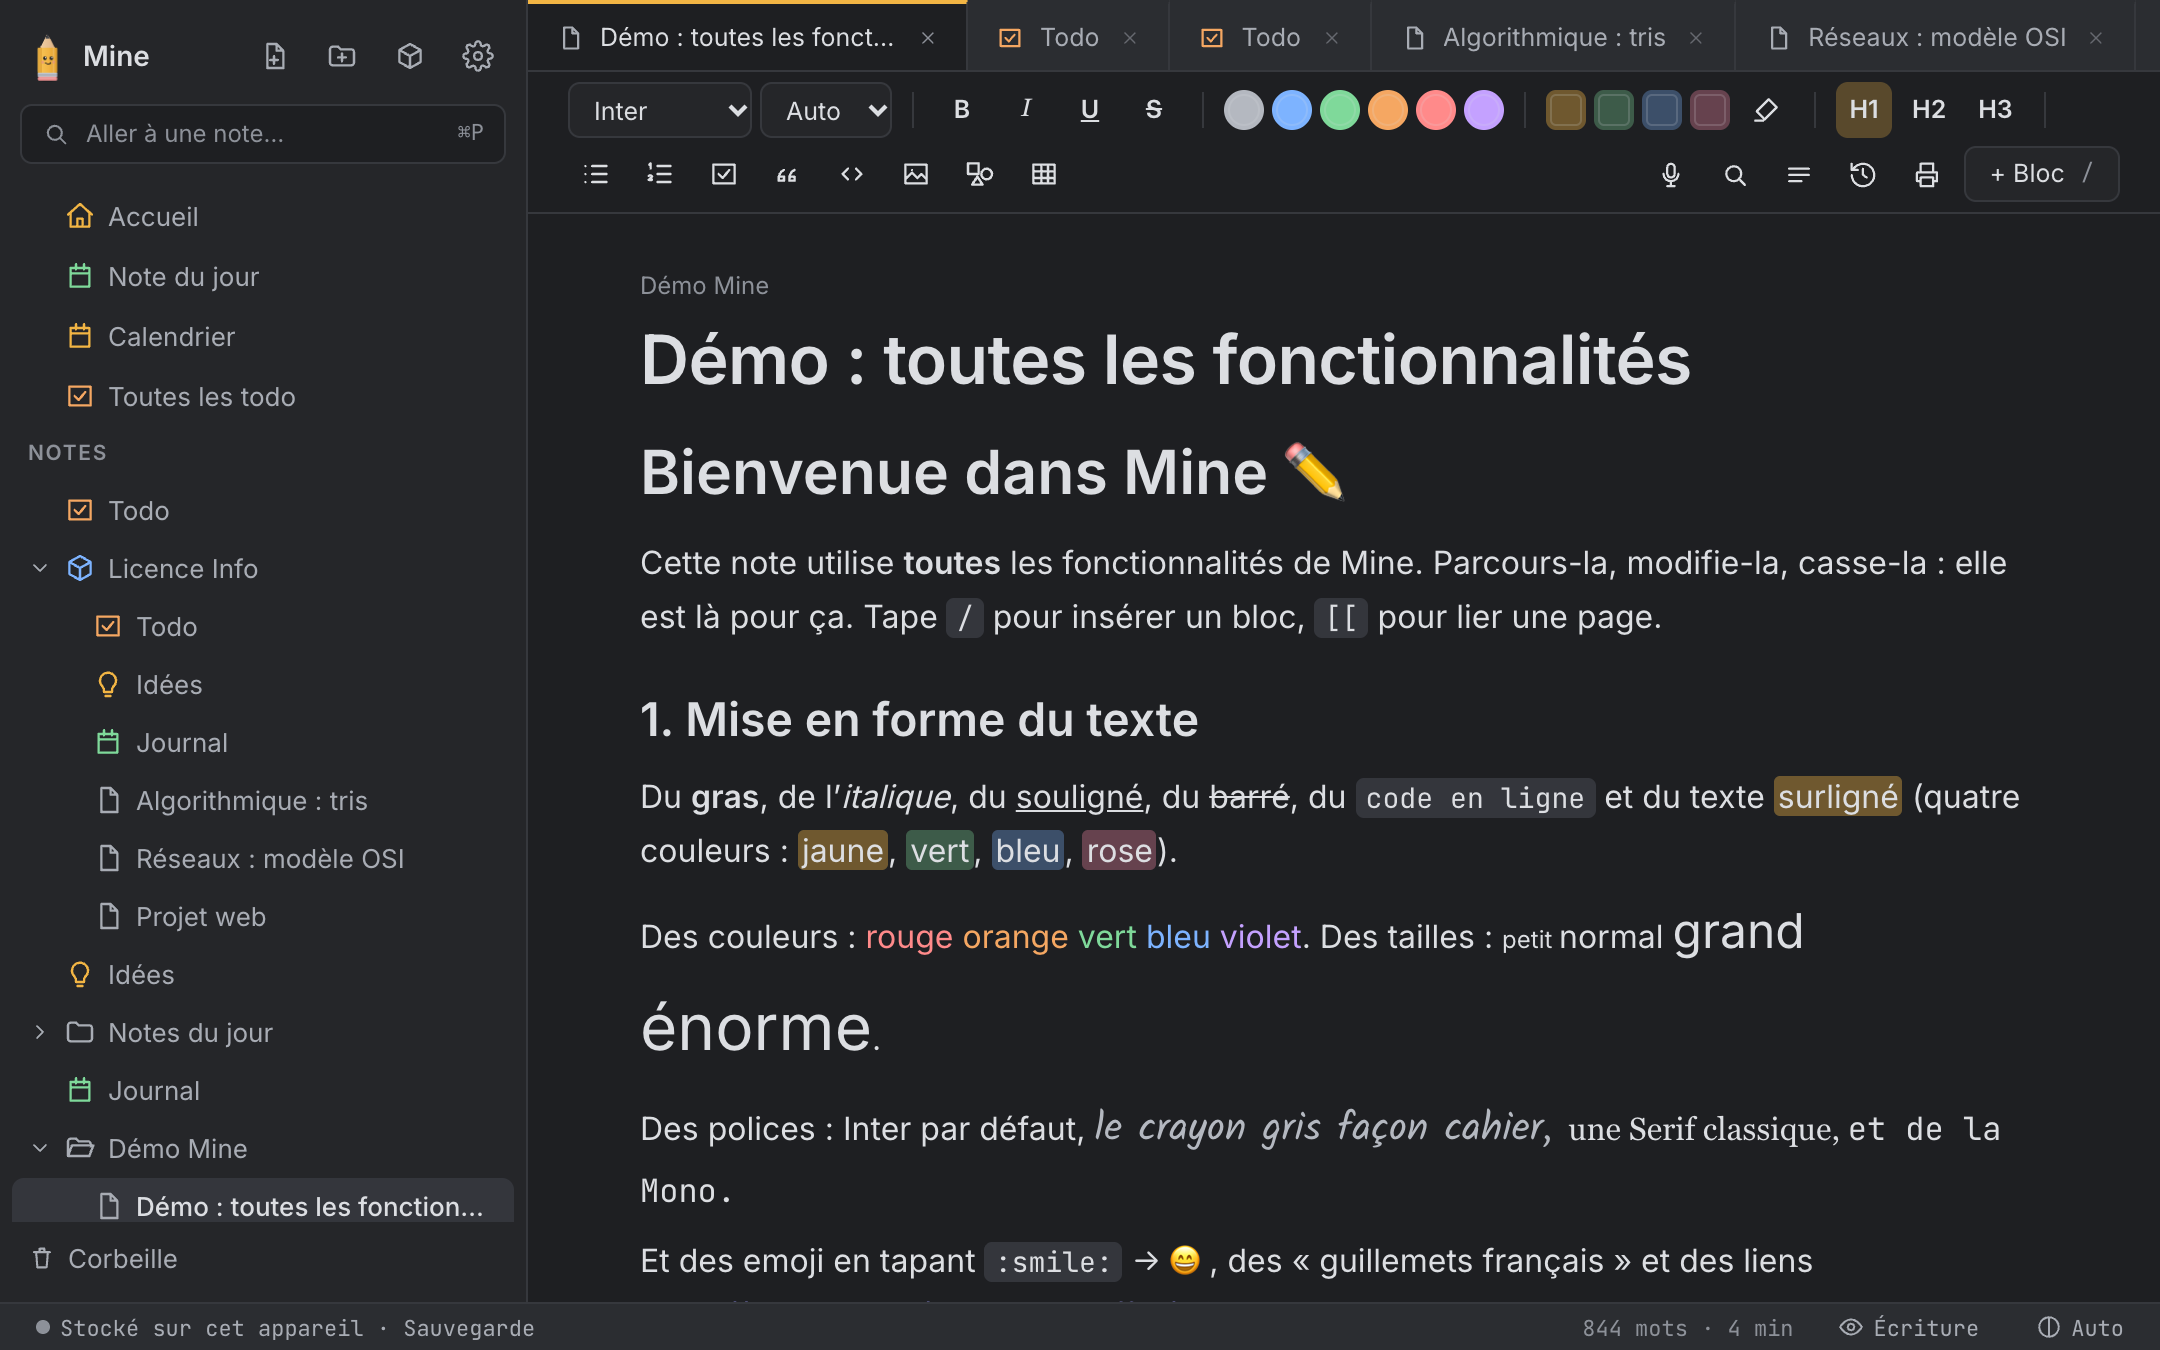 Mine
Aller à une note... ⌘P
Accueil
Note du jour
Calendrier
Toutes les todo
NOTES
Todo
Licence Info
Todo
Idées
Journal
Algorithmique : tris
Réseaux : modèle OSI
Projet web
Idées
Notes du jour
Journal
Démo Mine
Démo : toutes les fonction...
Corbeille
Démo : toutes les fonct...
Todo
Todo
Algorithmique : tris
Réseaux : modèle OSI
Inter Auto B I U S H1 H2 H3
+ Bloc /
Démo Mine
Démo : toutes les fonctionnalités
Bienvenue dans Mine ✏️
Cette note utilise toutes les fonctionnalités de Mine. Parcours-la, modifie-la, casse-la : elle
est là pour ça. Tape / pour insérer un bloc, [[ pour lier une page.
1. Mise en forme du texte
Du gras, de l'italique, du souligné, du barré, du code en ligne et du texte surligné (quatre
couleurs : jaune, vert, bleu, rose).
Des couleurs : rouge orange vert bleu violet. Des tailles : petit normal grand
énorme.
Des polices : Inter par défaut, le crayon gris façon cahier, une Serif classique, et de la
Mono.
Et des emoji en tapant :smile: → 😄 , des « guillemets français » et des liens
Stocké sur cet appareil · Sauvegarde
844 mots · 4 min
Écriture
Auto